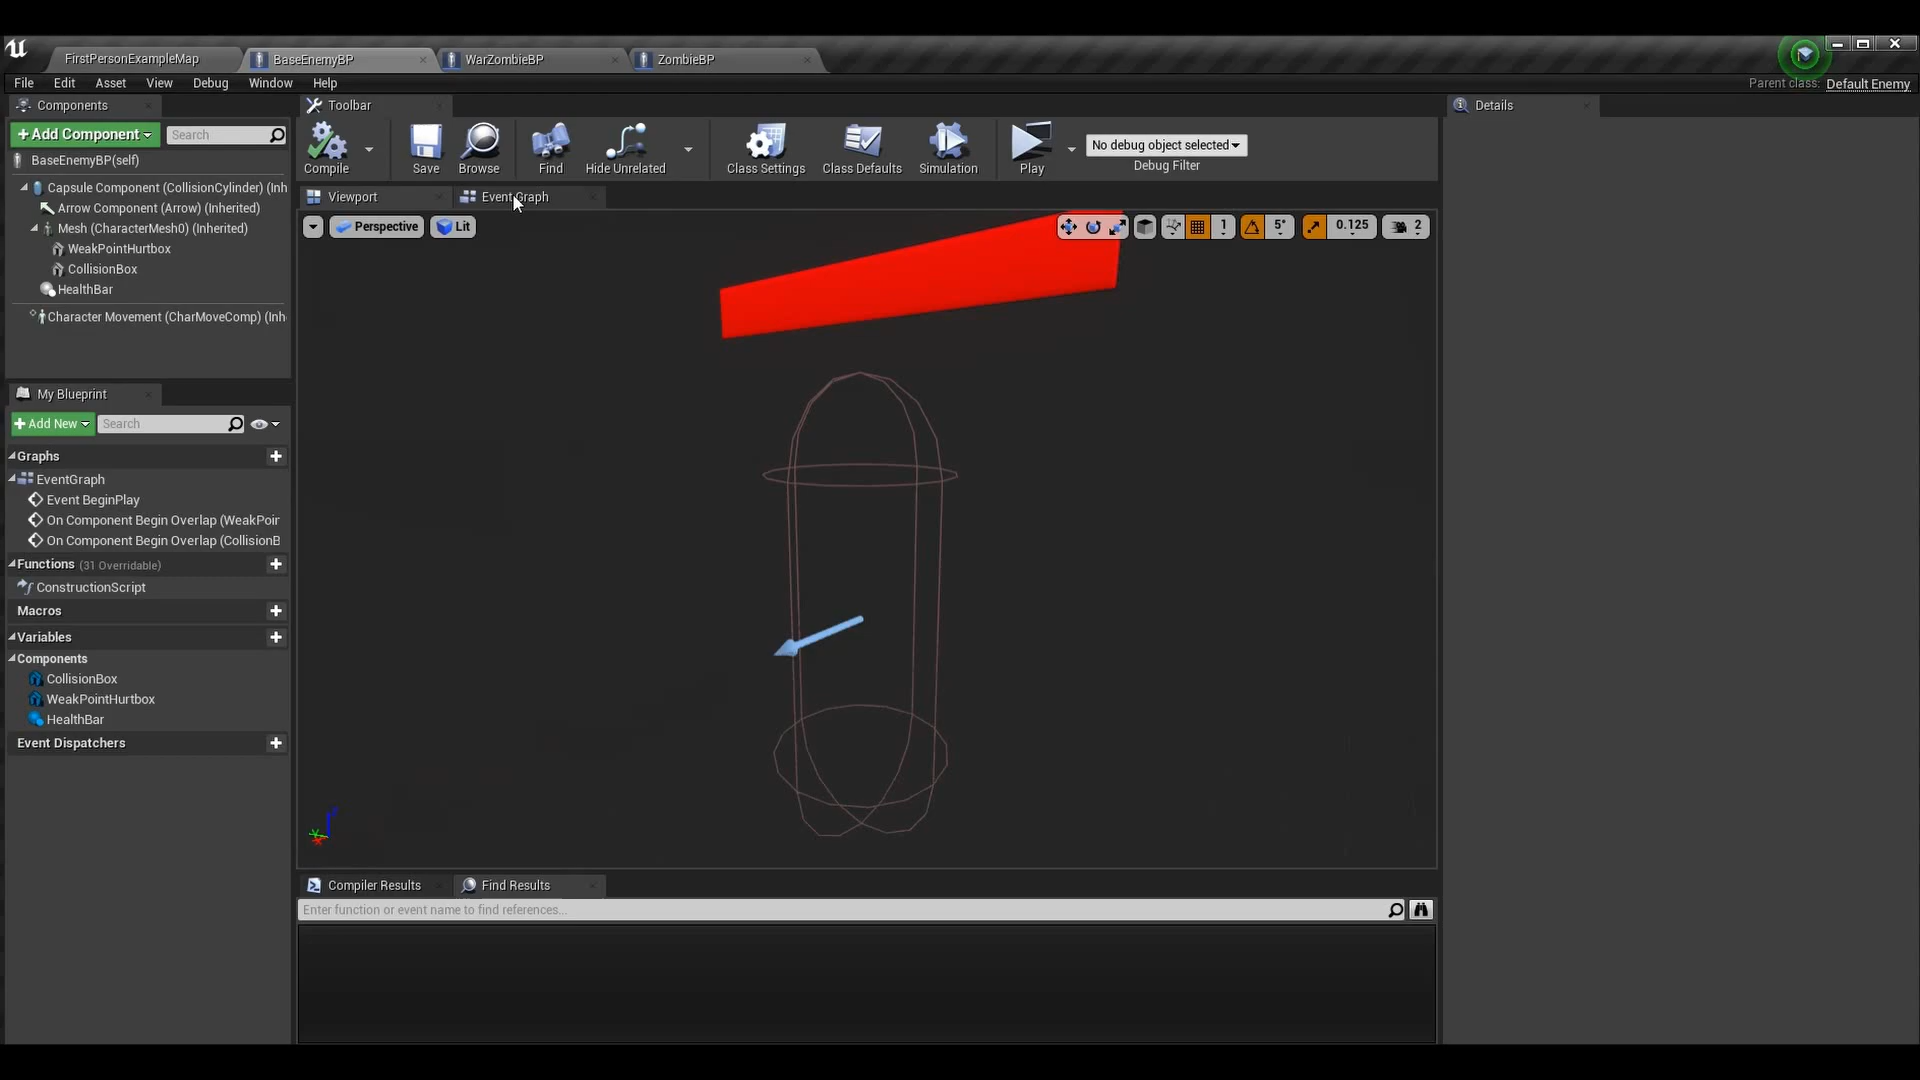 FirstPersonExampleMap
BaseEnemyBP
WarZombieBP
ZombieBP
File Edit Asset View Debug Window Help
Parent class: Default Enemy
Components
Toolbar
Details
Add Component
Search
Compile
Save
Browse
Find
Hide Unrelated
Class Settings
Class Defaults
Simulation
Play
No debug object selected
Debug Filter
BaseEnemyBP(self)
Capsule Component (CollisionCylinder) (Inh
Arrow Component (Arrow) (Inherited)
Mesh (CharacterMesh0) (Inherited)
WeakPointHurtbox
CollisionBox
HealthBar
Character Movement (CharMoveComp) (Inh
Viewport
Event Graph
Perspective
Lit
1
5°
0.125
2
My Blueprint
Add New
Search
Graphs
EventGraph
Event BeginPlay
On Component Begin Overlap (WeakPoin
On Component Begin Overlap (CollisionB
Functions (31 Overridable)
ConstructionScript
Macros
Variables
Components
CollisionBox
WeakPointHurtbox
HealthBar
Event Dispatchers
Compiler Results
Find Results
Enter function or event name to find references...